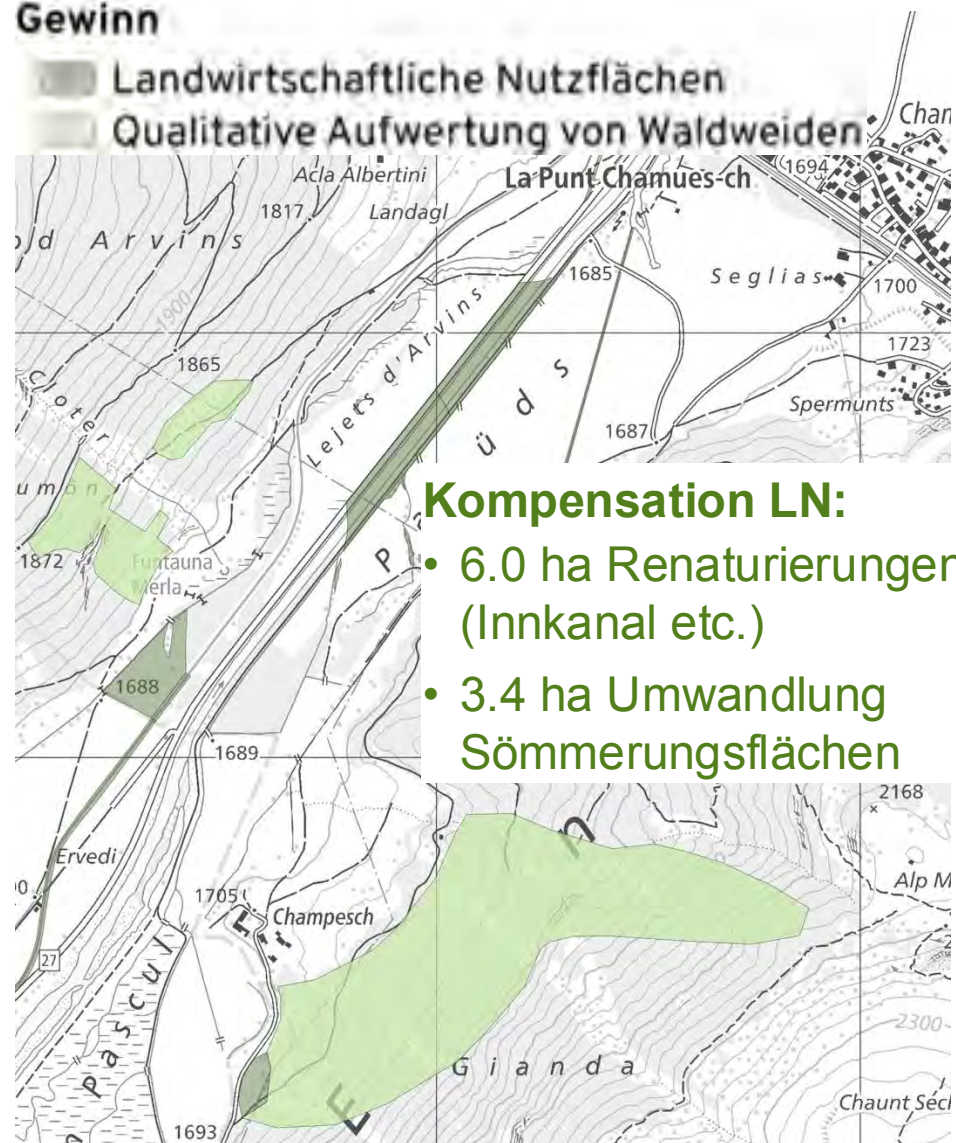 Gewinn
Landwirtschaftliche Nutzflächen
Qualitative Aufwertung von Waldweiden
Acla Albertini
La Punt Chamues-ch
1694
1817
Landagl
Arvins
1685
Seglias
1700
1900
Lejets d'Arvins
1723
1865
Spermunts
1687
Kompensation LN:
• 6.0 ha Renaturierungen
(Innkanal etc.)
• 3.4 ha Umwandlung
Sömmerungsflächen
1872
Funtauna
Merla
1688
1689
2168
Ervedi
1705
Champesch
27
Pascul
2300
Gianda
1693